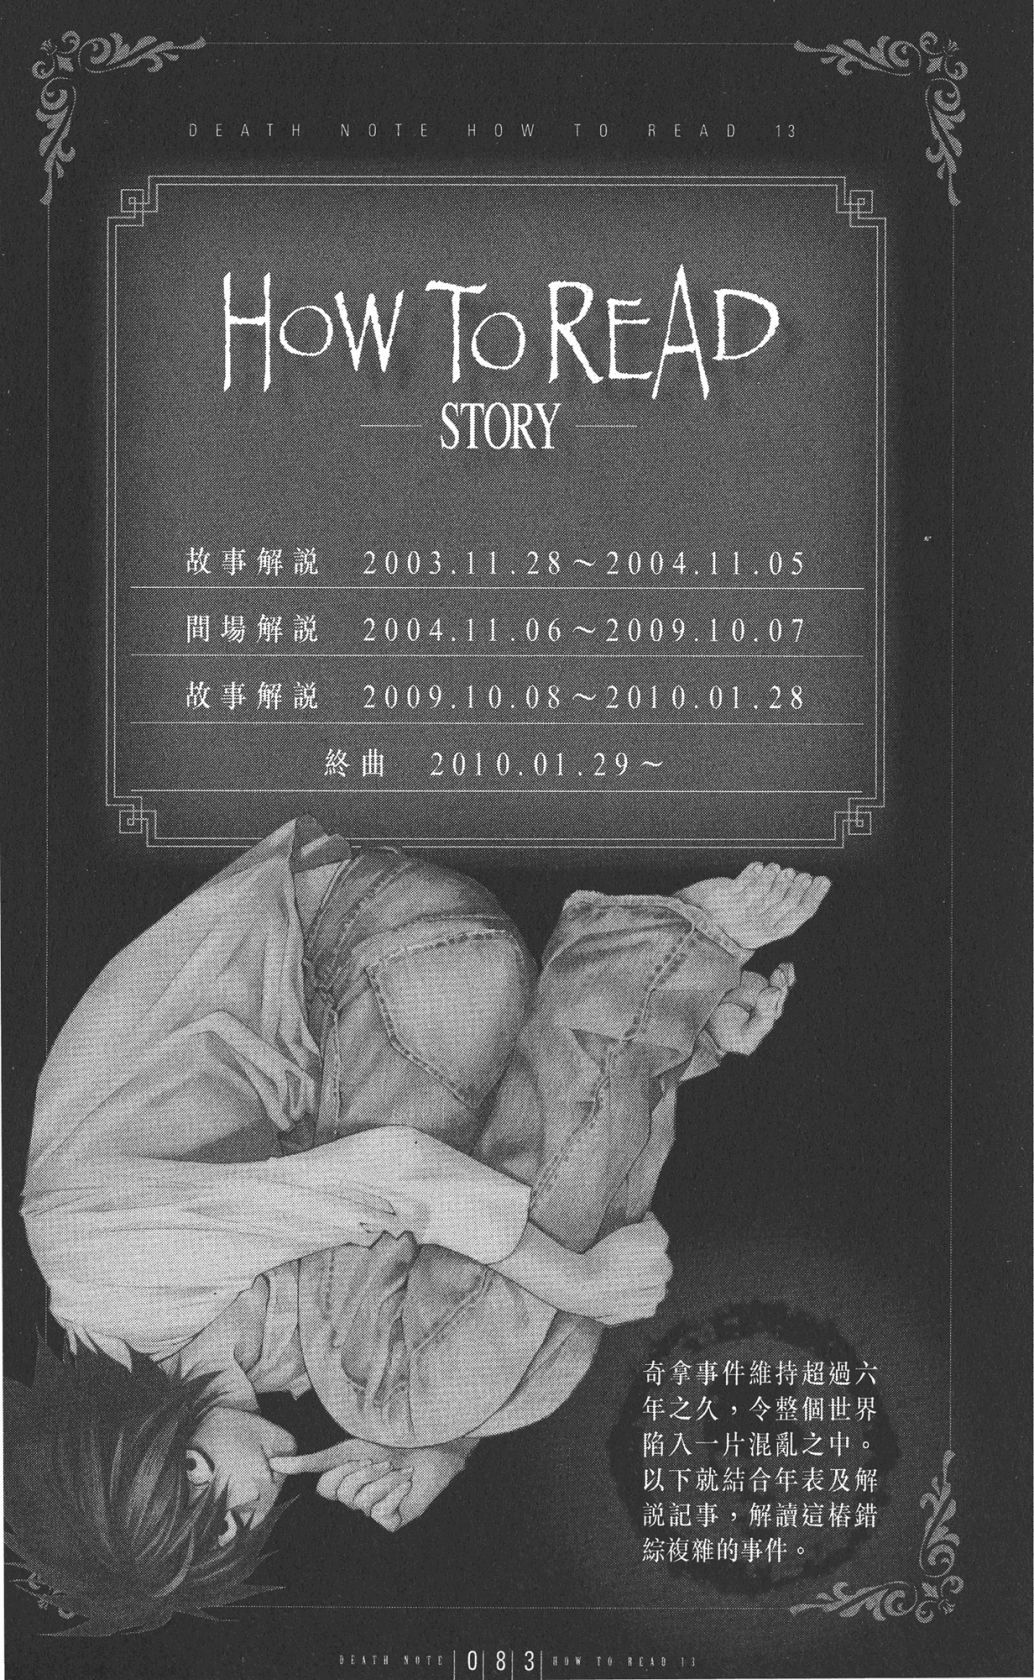 DEATH NOTE HOW TO READ 13
HOW TO READ
STORY
故事解說 2003.11.28～2004.11.05
間場解說 2004.11.06～2009.10.07
故事解說 2009.10.08～2010.01.28
終曲 2010.01.29～
奇拿事件維持超過六
年之久，令整個世界
陷入一片混亂之中。
以下就結合年表及解
說記事，解讀這樁錯
綜複雜的事件。
DEATH NOTE 083 HOW TO READ 13